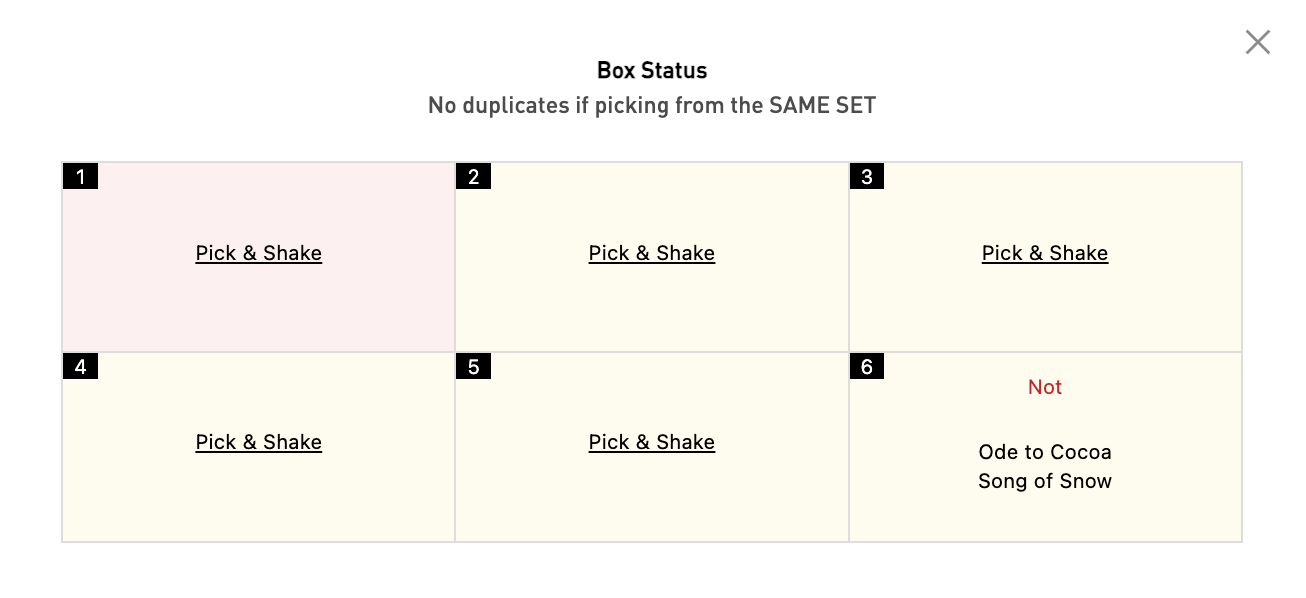 Box Status
No duplicates if picking from the SAME SET
1
Pick & Shake
2
Pick & Shake
3
Pick & Shake
4
Pick & Shake
5
Pick & Shake
6
Not
Ode to Cocoa
Song of Snow